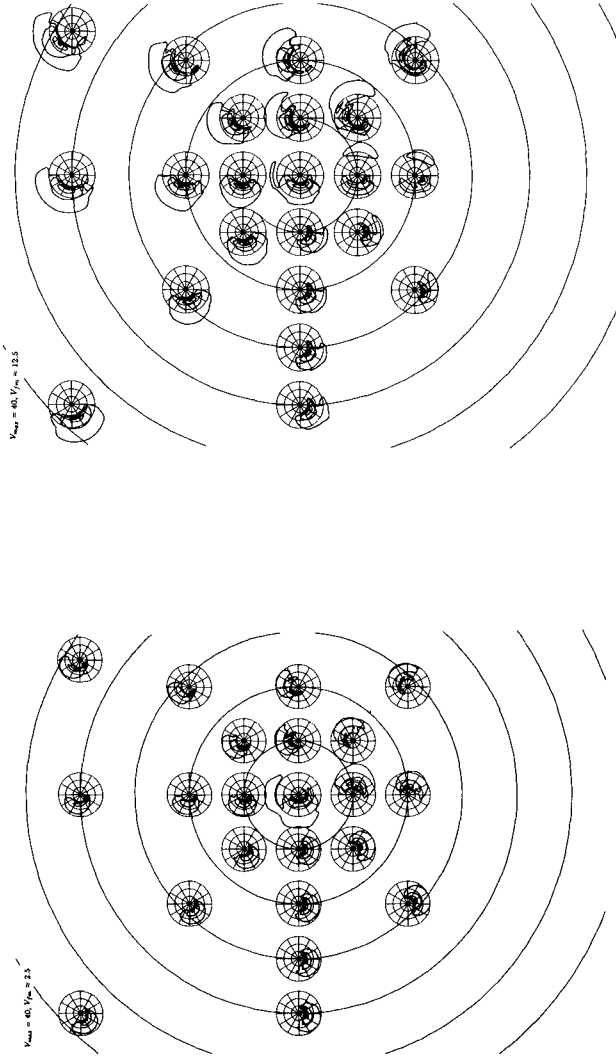 V_max = 40, V_fm = 12.5
V_max = 40, V_fm = 2.5